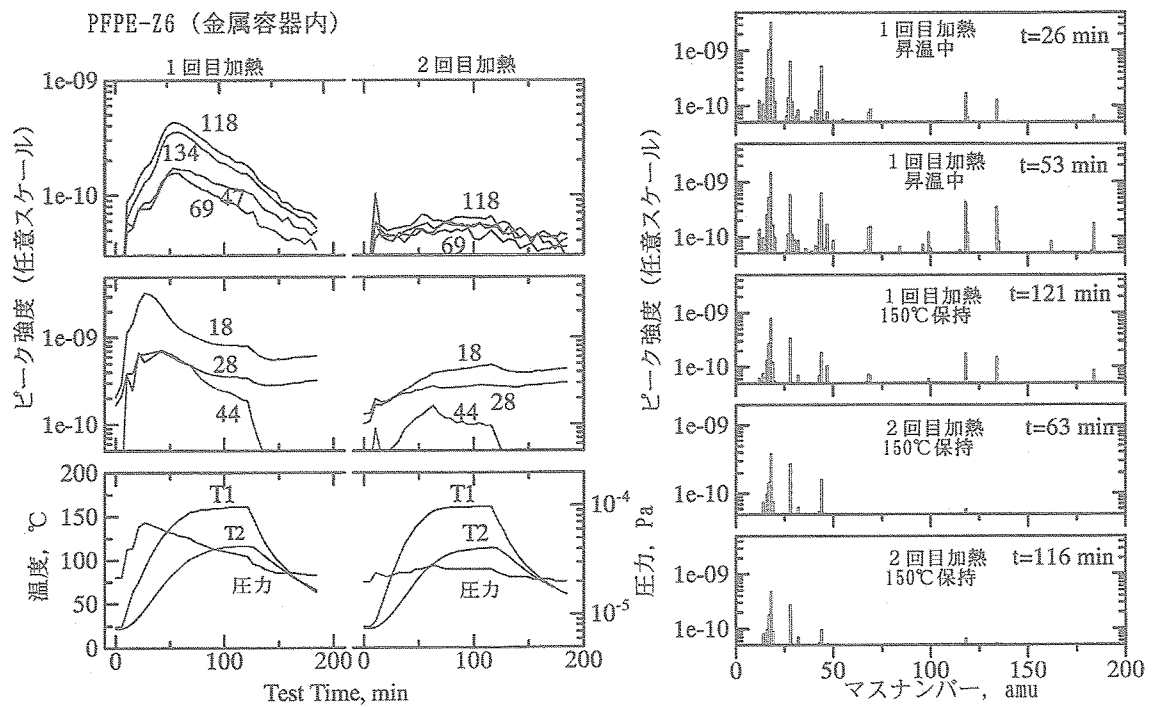 PFPE-Z6 (金属容器内)
1回目加熱
2回目加熱
ピーク強度 (任意スケール)
1e-09
1e-10
118
134
47
69
118
69
1e-09
1e-10
18
28
44
18
28
44
温度, ℃
200
150
100
50
0
T1
T2
圧力
T1
T2
圧力
10-4
10-5
圧力, Pa
0
100
200
0
100
200
Test Time, min
ピーク強度 (任意スケール)
1e-09
1e-10
1回目加熱
昇温中
t=26 min
1e-09
1e-10
1回目加熱
昇温中
t=53 min
1e-09
1e-10
1回目加熱
150℃保持
t=121 min
1e-09
1e-10
2回目加熱
150℃保持
t=63 min
1e-09
1e-10
2回目加熱
150℃保持
t=116 min
0
50
100
150
200
マスナンバー, amu